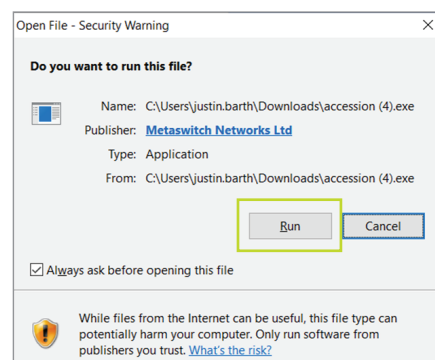 Open File - Security Warning
Do you want to run this file?
Name: C:\Users\justin.barth\Downloads\accession (4).exe
Publisher: Metaswitch Networks Ltd
Type: Application
From: C:\Users\justin.barth\Downloads\accession (4).exe
Run Cancel
Always ask before opening this file
While files from the Internet can be useful, this file type can
potentially harm your computer. Only run software from
publishers you trust. What's the risk?